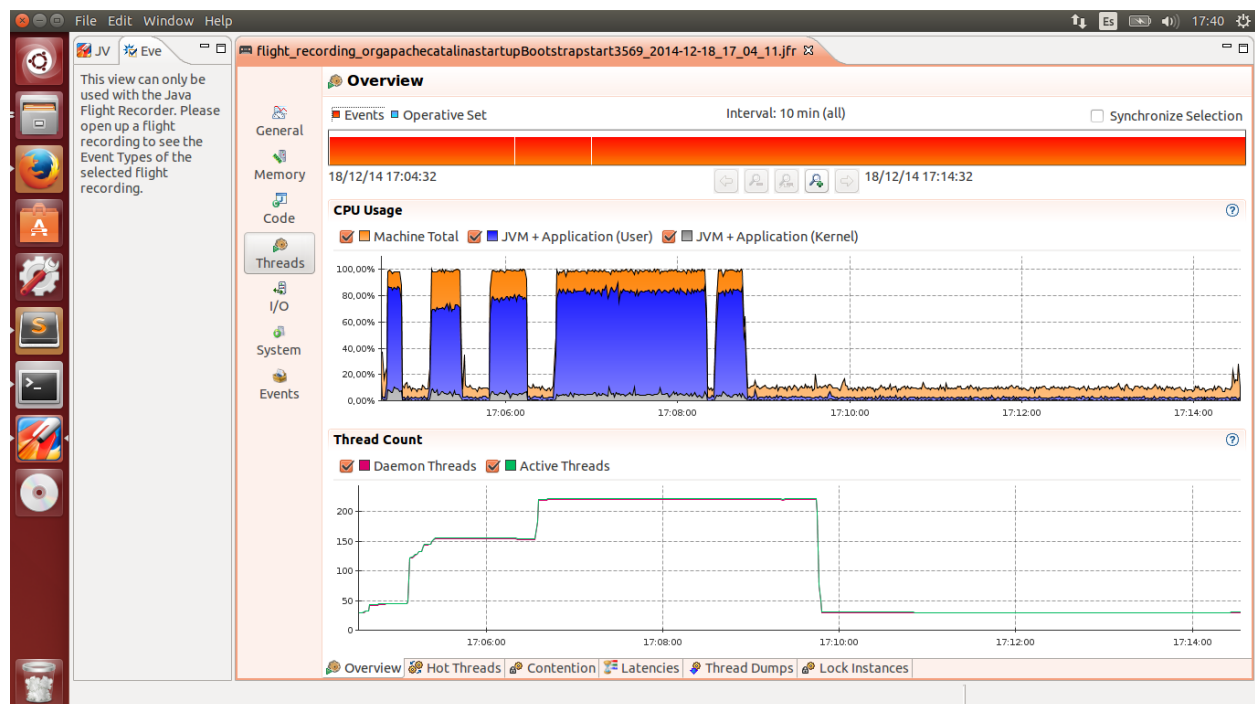 File Edit Window Help
Es
17:40
JV
Eve
flight_recording_orgapachecatalinastartupBootstrapstart3569_2014-12-18_17_04_11.jfr
This view can only be
used with the Java
Flight Recorder. Please
open up a flight
recording to see the
Event Types of the
selected flight
recording.
General
Memory
Code
Threads
I/O
System
Events
Overview
Events Operative Set
Interval: 10 min (all)
Synchronize Selection
18/12/14 17:04:32
18/12/14 17:14:32
CPU Usage
Machine Total JVM + Application (User) JVM + Application (Kernel)
100,00%
80,00%
60,00%
40,00%
20,00%
0,00%
17:06:00 17:08:00 17:10:00 17:12:00 17:14:00
Thread Count
Daemon Threads Active Threads
200
150
100
50
0
17:06:00 17:08:00 17:10:00 17:12:00 17:14:00
Overview Hot Threads Contention Latencies Thread Dumps Lock Instances